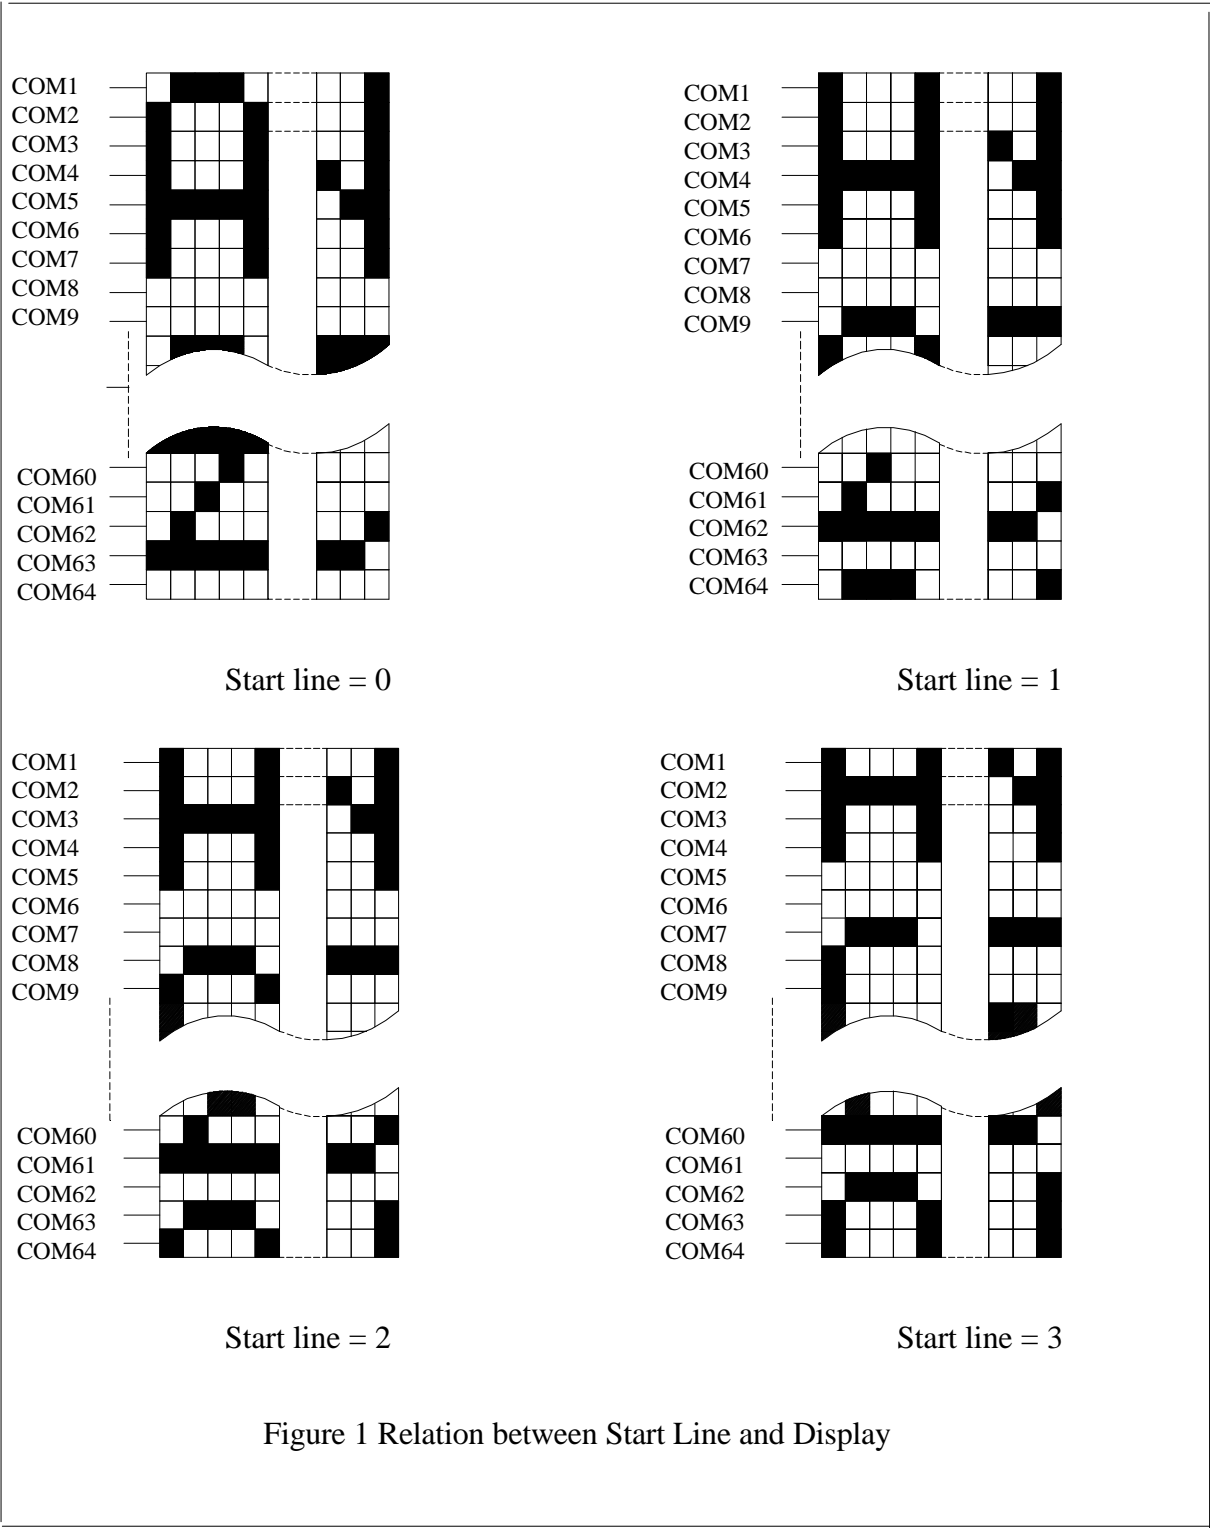 COM1
COM2
COM3
COM4
COM5
COM6
COM7
COM8
COM9
COM60
COM61
COM62
COM63
COM64
Start line = 0
COM1
COM2
COM3
COM4
COM5
COM6
COM7
COM8
COM9
COM60
COM61
COM62
COM63
COM64
Start line = 1
COM1
COM2
COM3
COM4
COM5
COM6
COM7
COM8
COM9
COM60
COM61
COM62
COM63
COM64
Start line = 2
COM1
COM2
COM3
COM4
COM5
COM6
COM7
COM8
COM9
COM60
COM61
COM62
COM63
COM64
Start line = 3
Figure 1 Relation between Start Line and Display